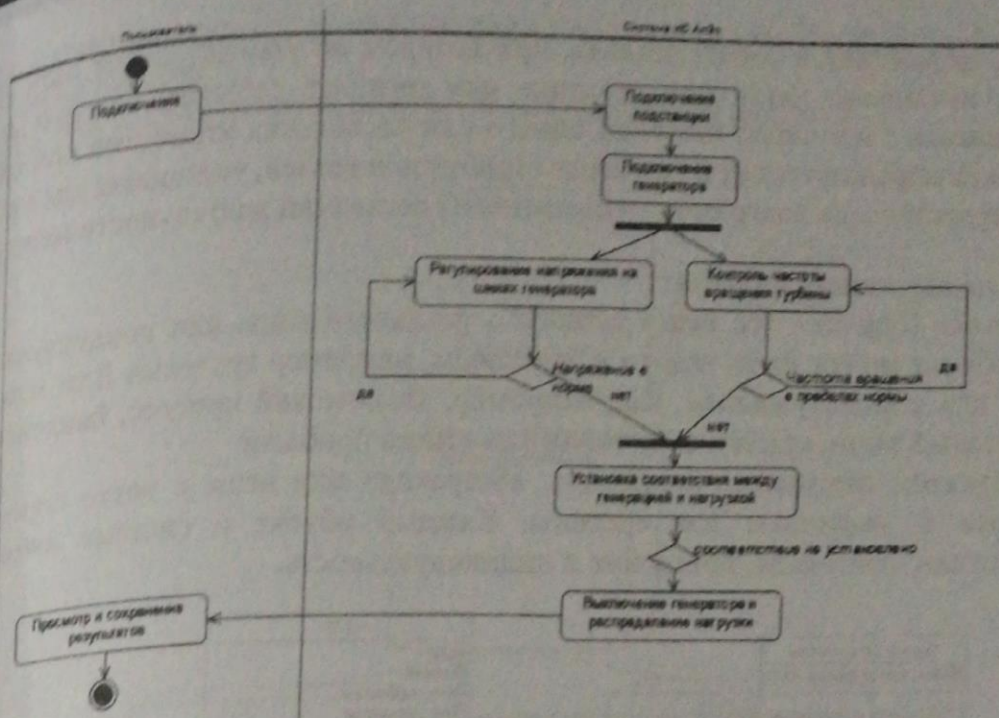 Пользователь
Система ИС
Подключение
Подключение
подстанции
Подключение
генератора
Регулирование напряжения на
шинах генератора
Контроль частоты
вращения турбины
да
Напряжение в
норме
нет
Частота вращения
в пределах нормы
да
нет
Установка соответствия между
генерацией и нагрузкой
соответствие не установлено
Выключение генератора и
распределение нагрузки
Просмотр и сохранение
результатов